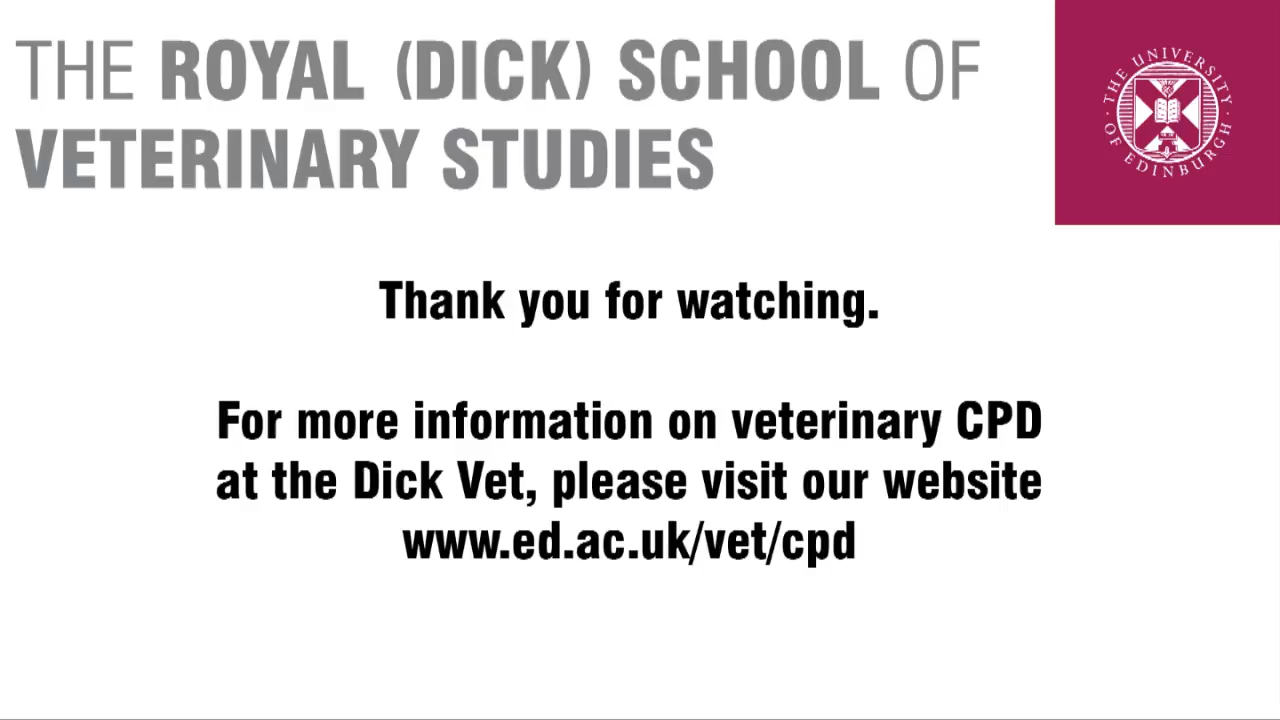 THE ROYAL (DICK) SCHOOL OF
VETERINARY STUDIES
THE UNIVERSITY
OF EDINBURGH
Thank you for watching.
For more information on veterinary CPD
at the Dick Vet, please visit our website
www.ed.ac.uk/vet/cpd